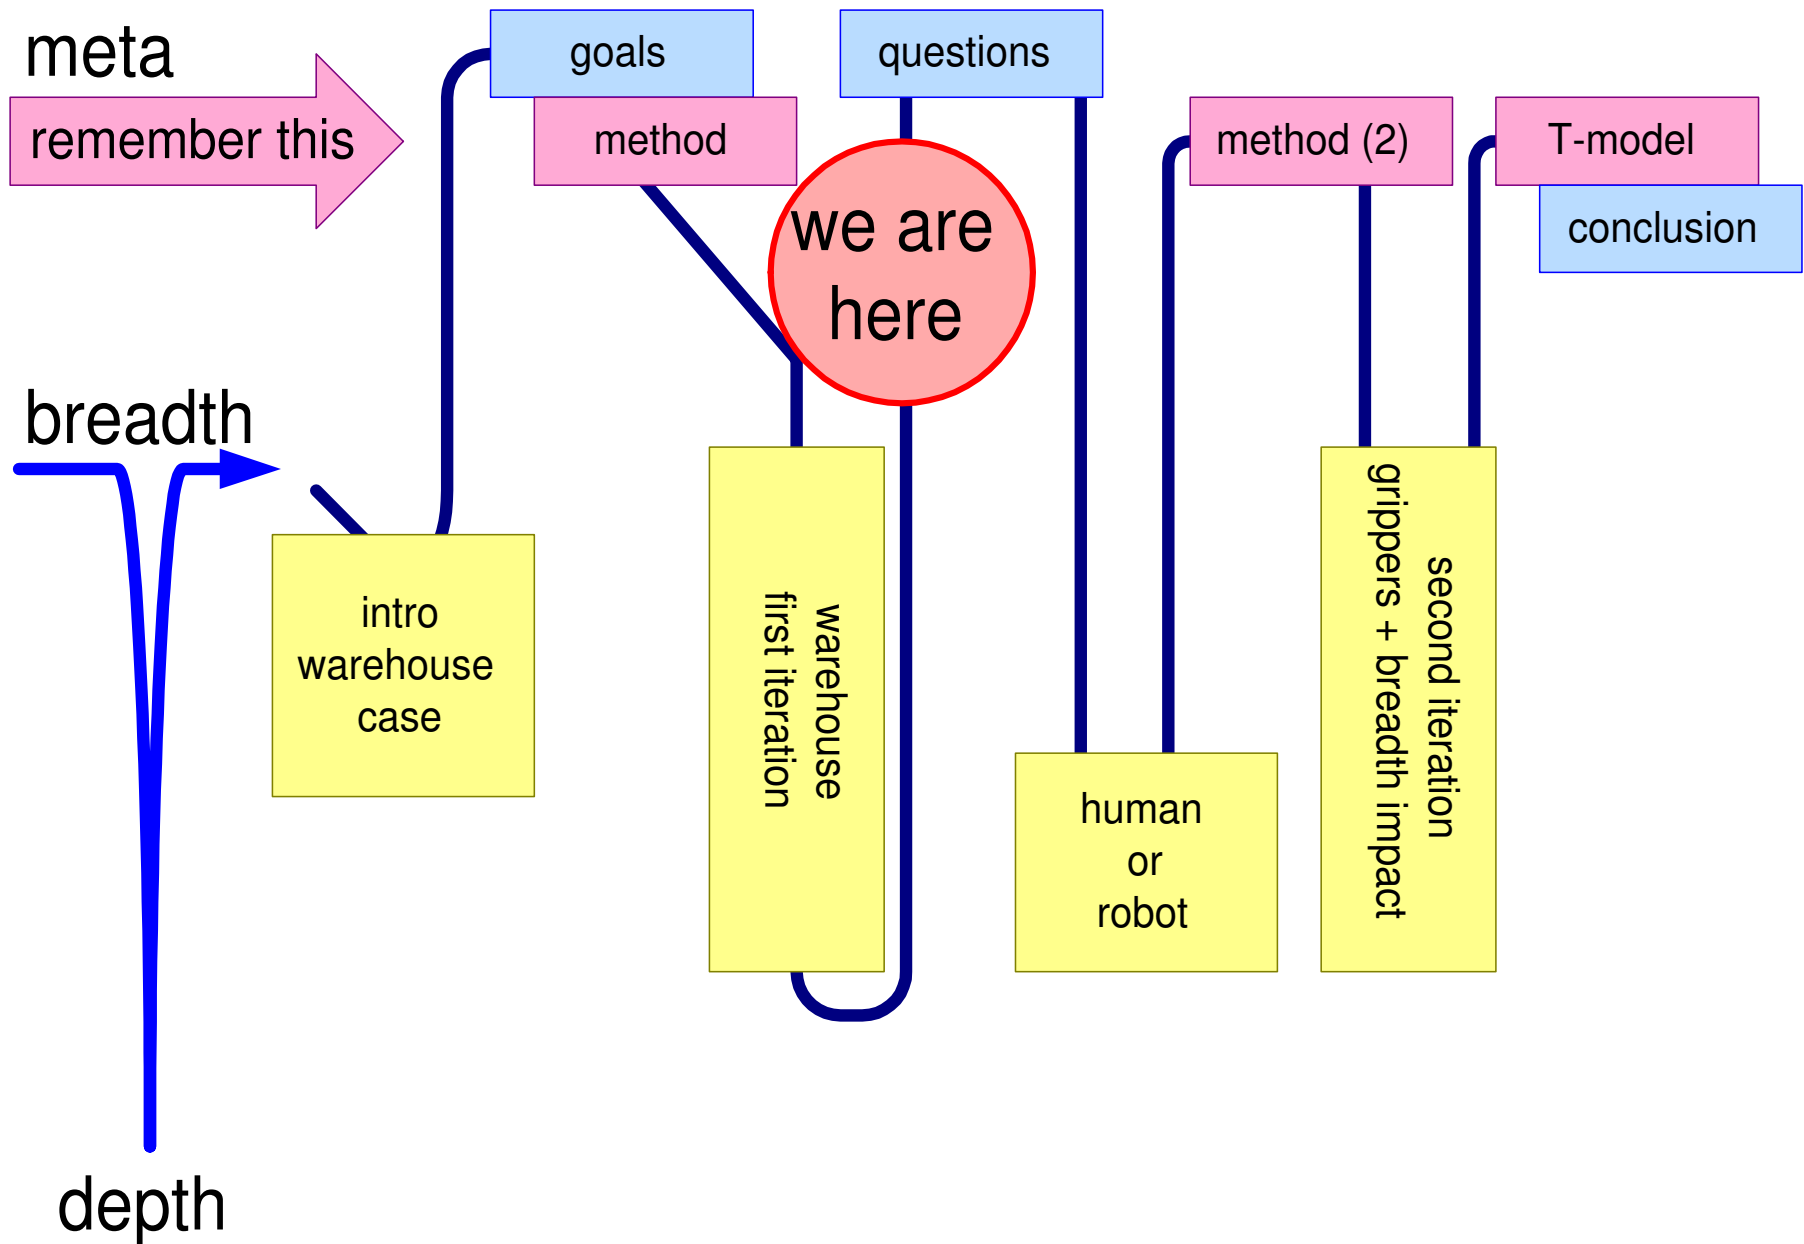 meta
remember this
goals
method
questions
we are
here
method (2)
T-model
conclusion
breadth
depth
intro
warehouse
case
warehouse
first iteration
human
or
robot
second iteration
grippers + breadth impact